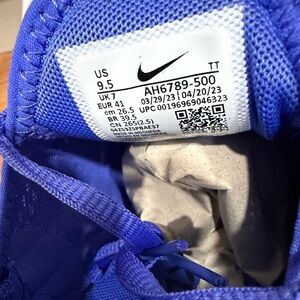 US
9.5
TT
UK 7
EUR 41
cm 26.5
BR 39.5
CN 265(2.5)
AH6789-500
03/29/23 | 04/20/23
UPC 00196969046323